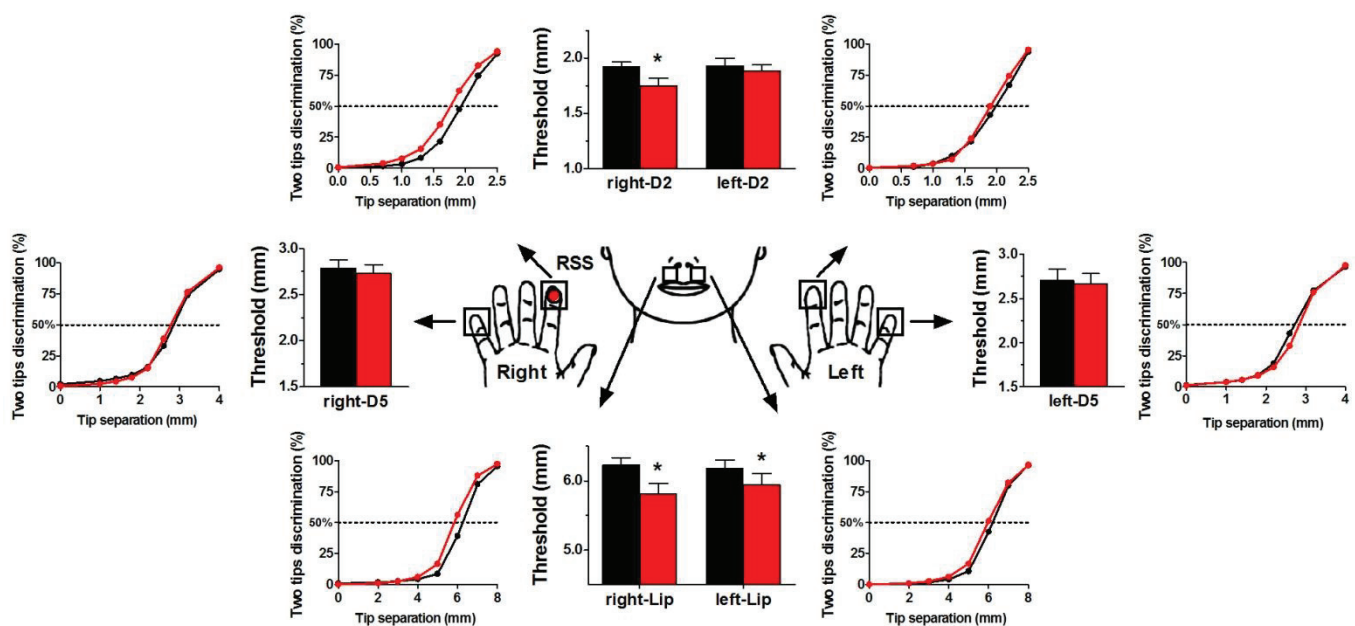 Two tips discrimination (%)
100
75
50%
25
0
0.0 0.5 1.0 1.5 2.0 2.5
Tip separation (mm)
Threshold (mm)
2.0
1.75
1.0
*
right-D2 left-D2
Two tips discrimination (%)
100
75
50%
25
0
0.0 0.5 1.0 1.5 2.0 2.5
Tip separation (mm)
Two tips discrimination (%)
100
75
50%
25
0
0 1 2 3 4
Tip separation (mm)
Threshold (mm)
3.0
2.5
2.0
1.5
right-D5
RSS
Right
Left
Threshold (mm)
3.0
2.5
2.0
1.5
left-D5
Two tips discrimination (%)
100
75
50%
25
0
0 1 2 3 4
Tip separation (mm)
Two tips discrimination (%)
100
75
50%
25
0
0 2 4 6 8
Tip separation (mm)
Threshold (mm)
6.0
5.0
* *
right-Lip left-Lip
Two tips discrimination (%)
100
75
50%
25
0
0 2 4 6 8
Tip separation (mm)